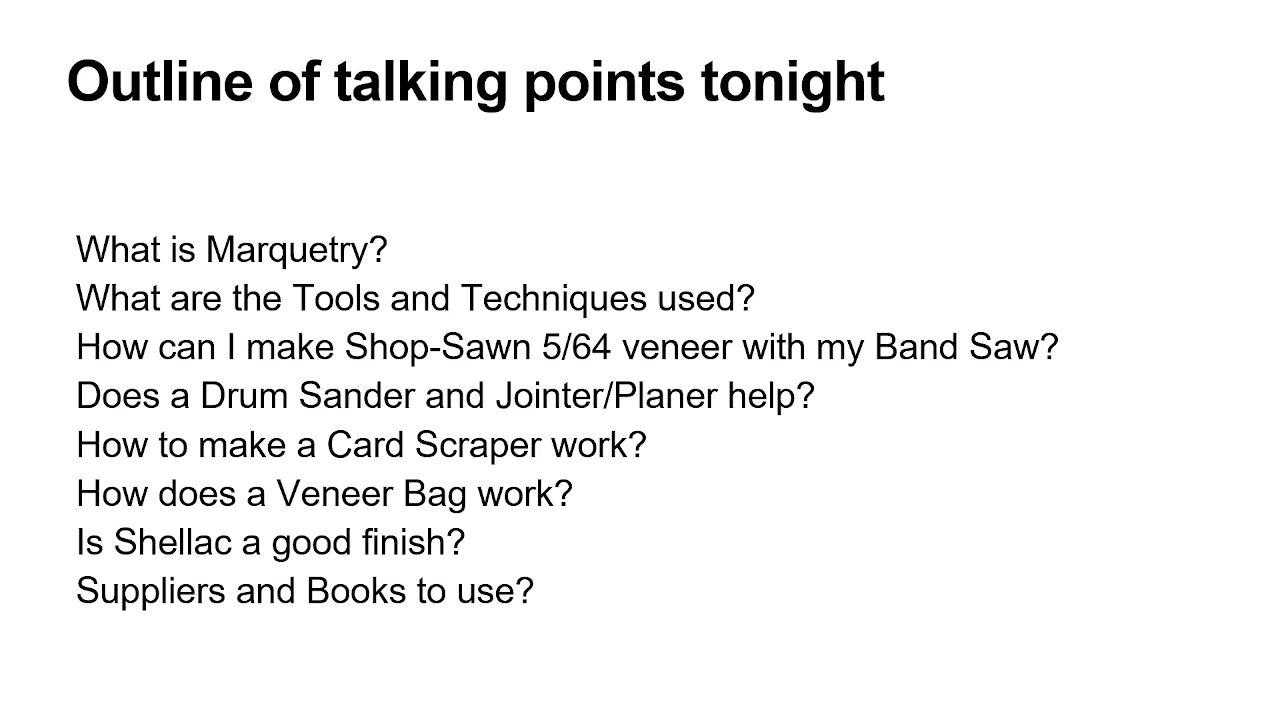 Outline of talking points tonight
What is Marquetry?
What are the Tools and Techniques used?
How can I make Shop-Sawn 5/64 veneer with my Band Saw?
Does a Drum Sander and Jointer/Planer help?
How to make a Card Scraper work?
How does a Veneer Bag work?
Is Shellac a good finish?
Suppliers and Books to use?